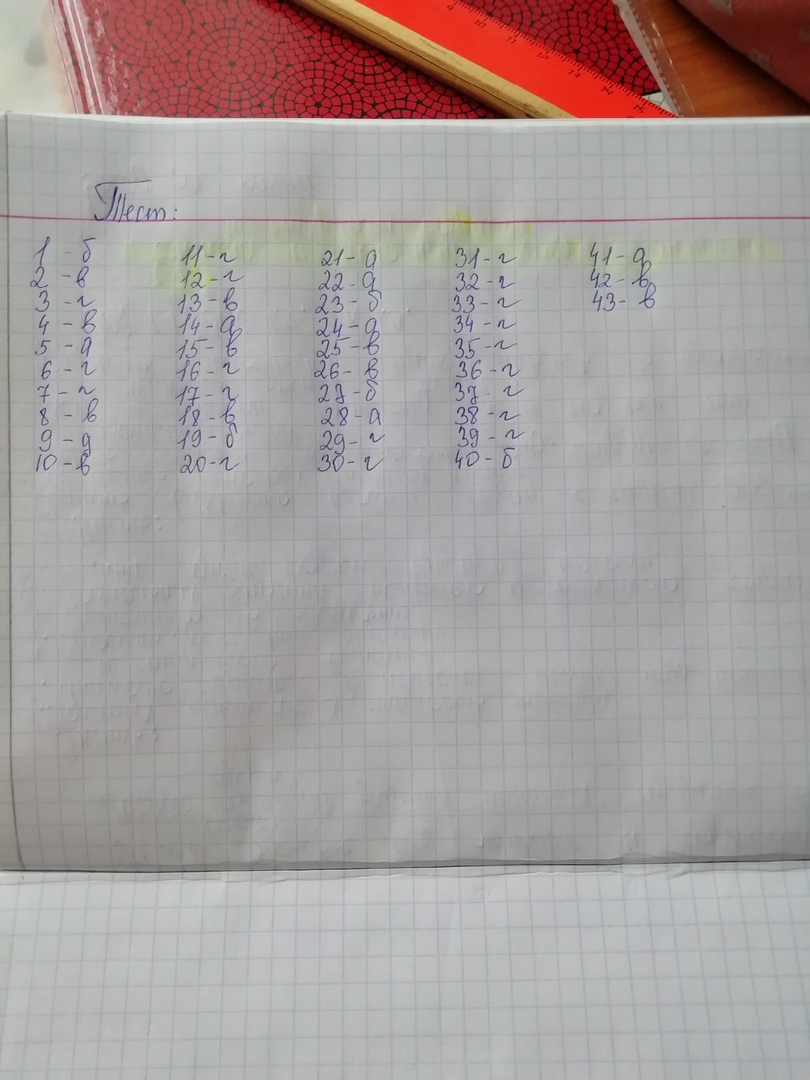 Тест:
1 - б
2 - в
3 - г
4 - в
5 - а
6 - г
7 - г
8 - в
9 - а
10 - в
11 - г
12 - г
13 - в
14 - а
15 - в
16 - г
17 - г
18 - в
19 - б
20 - г
21 - а
22 - а
23 - б
24 - а
25 - в
26 - в
27 - б
28 - а
29 - г
30 - г
31 - г
32 - г
33 - г
34 - г
35 - г
36 - г
37 - г
38 - г
39 - г
40 - б
41 - а
42 - в
43 - в